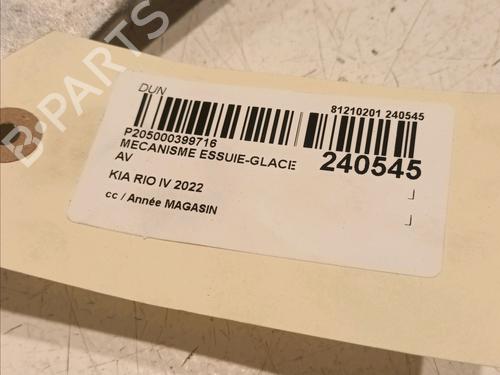 B-PARTS
DUN
81210201 240545
P205000399716
MECANISME ESSUIE-GLACE
AV
240545
KIA RIO IV 2022
cc / Année MAGASIN